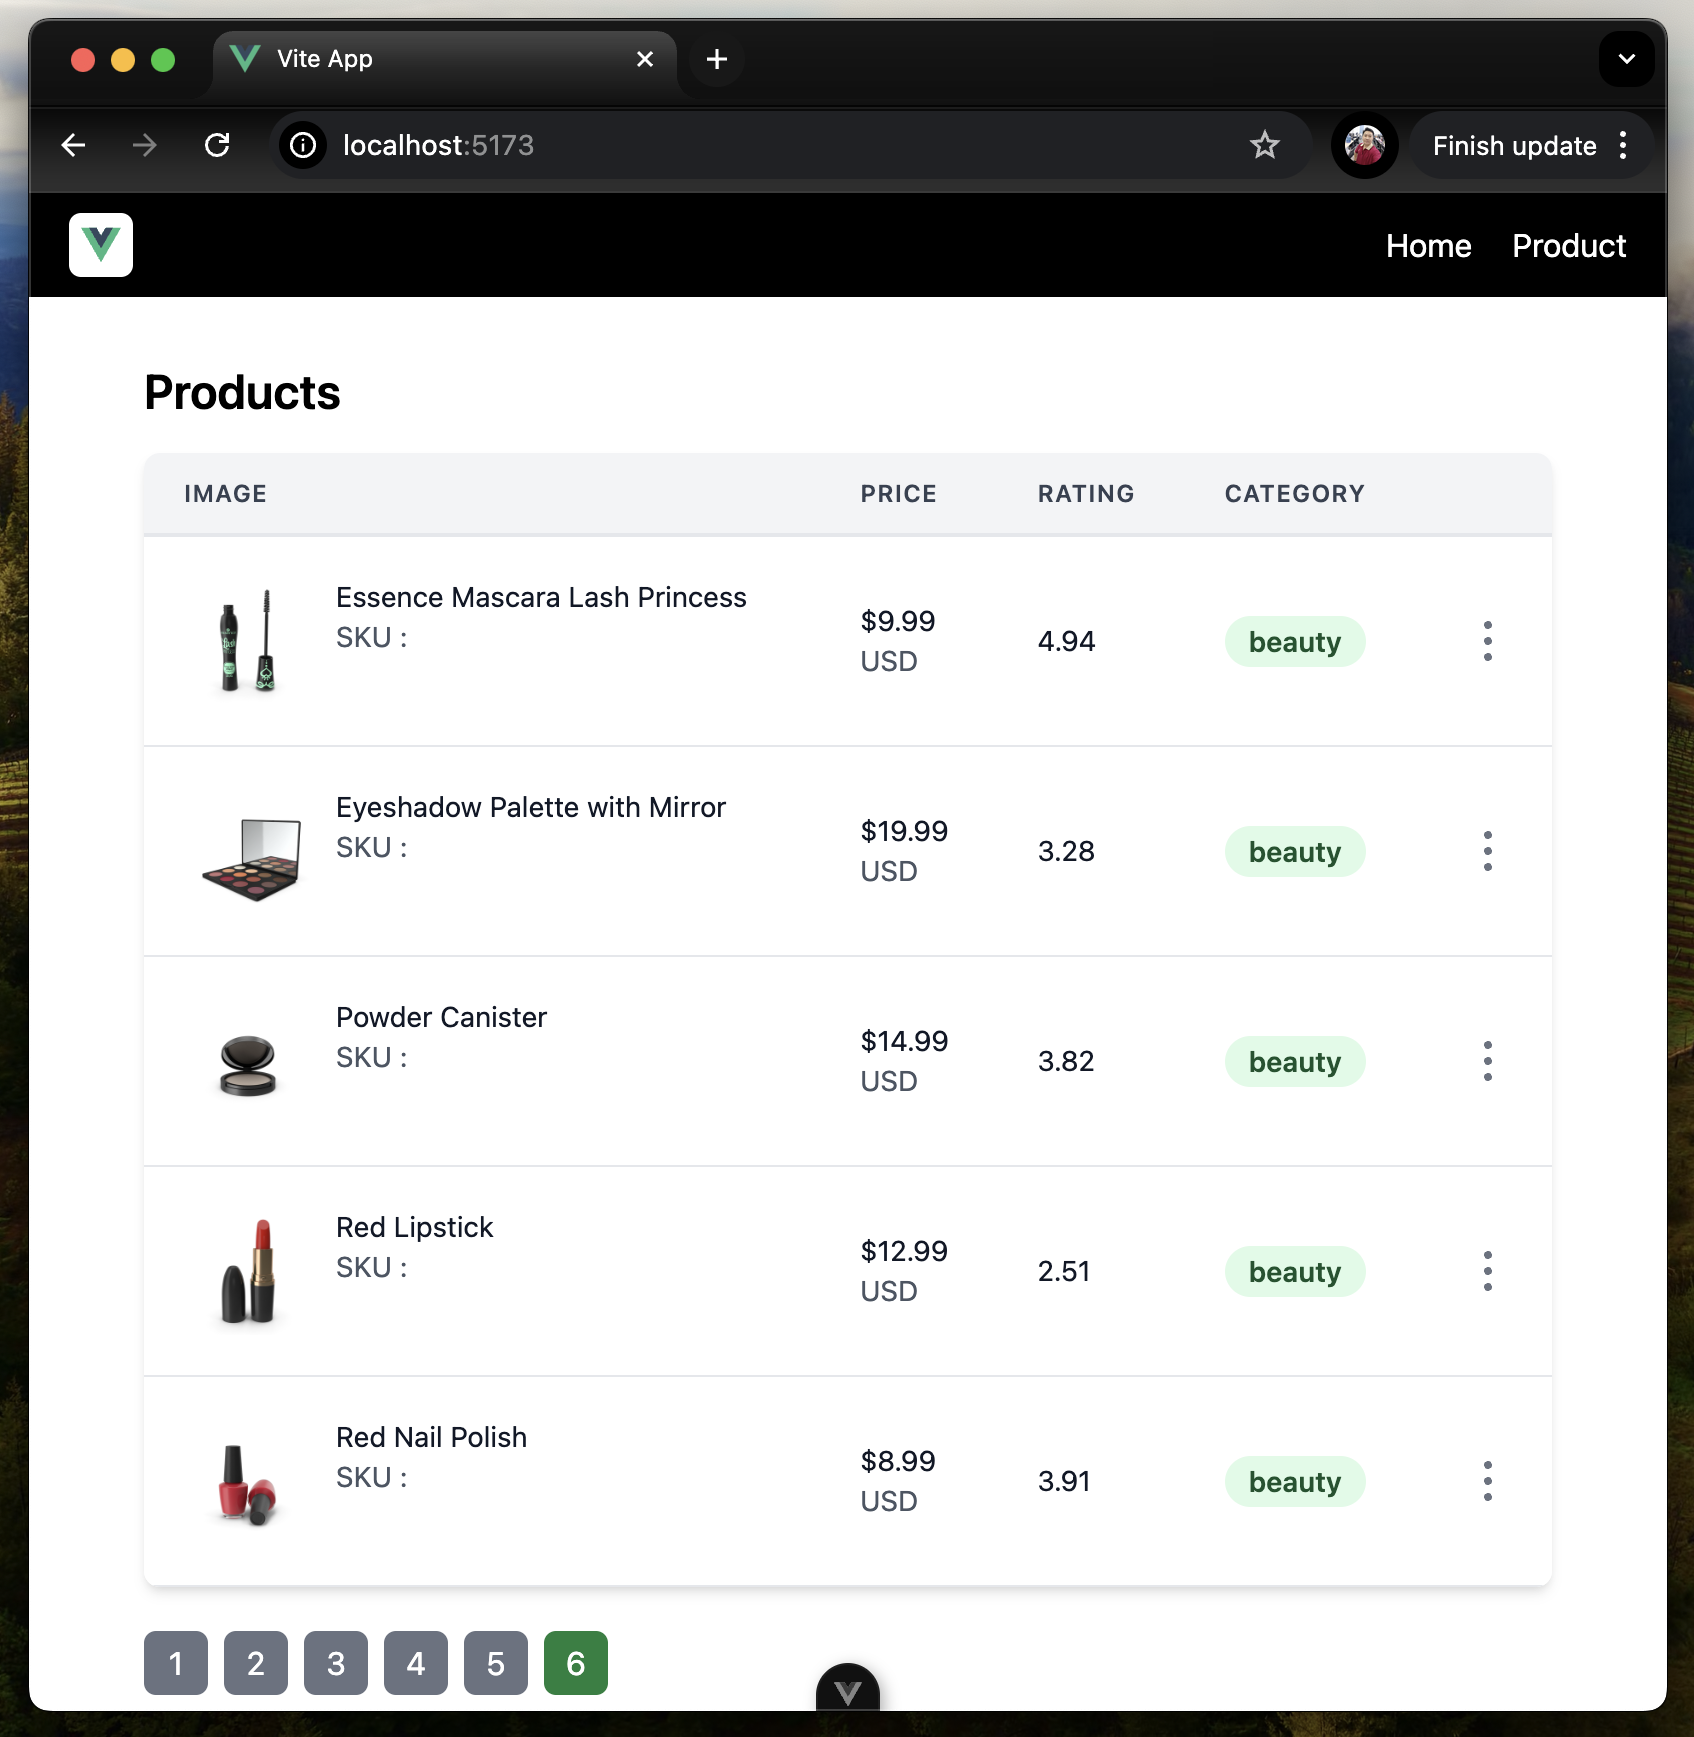 Vite App
localhost:5173
Finish update
Home Product
Products
IMAGE PRICE RATING CATEGORY
Essence Mascara Lash Princess
SKU :
$9.99
USD
4.94
beauty
Eyeshadow Palette with Mirror
SKU :
$19.99
USD
3.28
beauty
Powder Canister
SKU :
$14.99
USD
3.82
beauty
Red Lipstick
SKU :
$12.99
USD
2.51
beauty
Red Nail Polish
SKU :
$8.99
USD
3.91
beauty
1 2 3 4 5 6